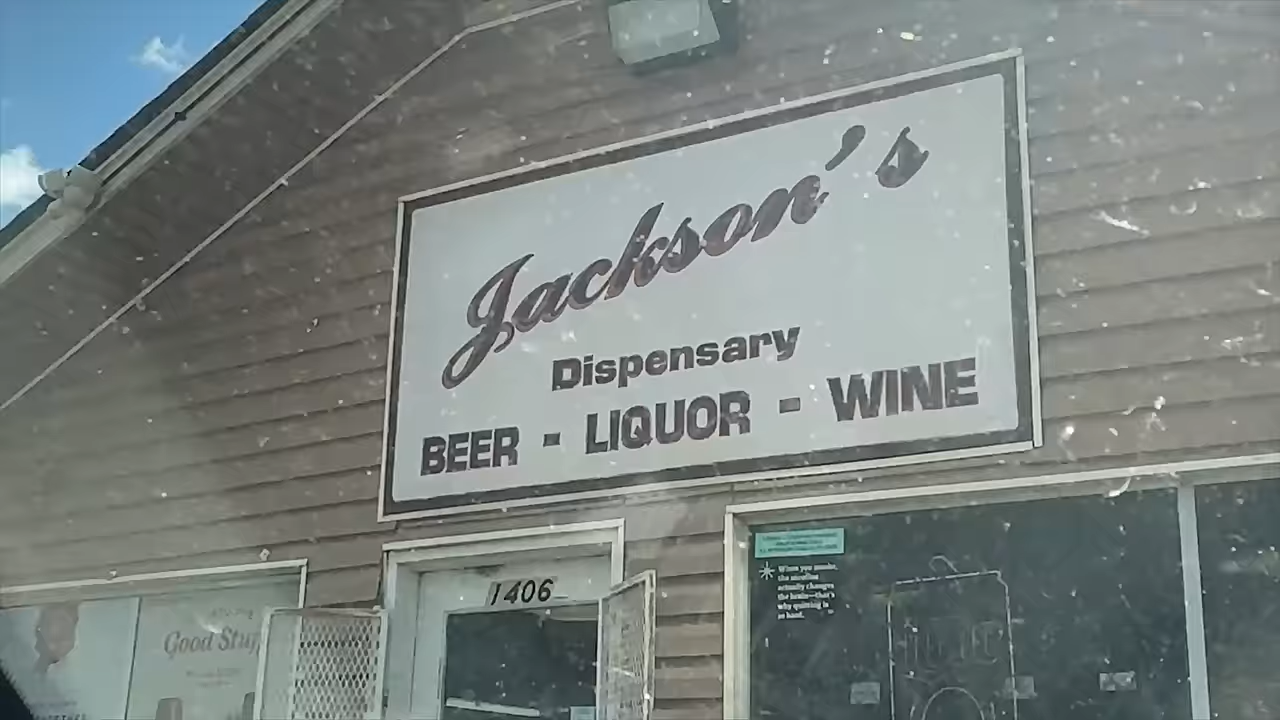 Jackson's
Dispensary
BEER - LIQUOR - WINE
1406
Good Stuf
When you smoke,
the nicotine
actually changes
the brain—that's
why quitting is
so hard.